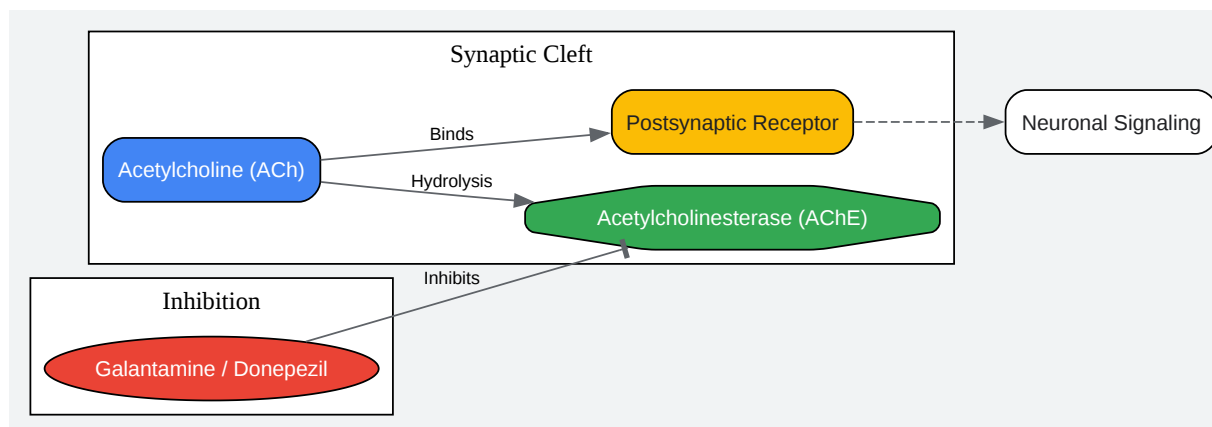 Synaptic Cleft
Binds
Postsynaptic Receptor
Neuronal Signaling
Acetylcholine (ACh)
Hydrolysis
Acetylcholinesterase (AChE)
Inhibits
Inhibition
Galantamine / Donepezil